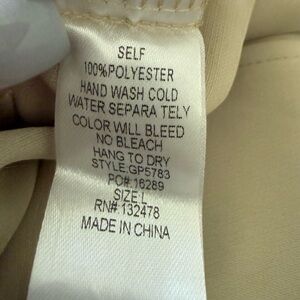 SELF
100%POLYESTER
HAND WASH COLD
WATER SEPARA TELY
COLOR WILL BLEED
NO BLEACH
HANG TO DRY
STYLE.GP5783
PO#:16289
SIZE:L
RN#:132478
MADE IN CHINA